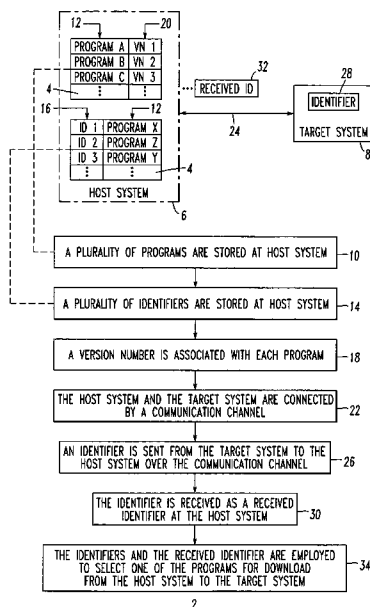 12 20
PROGRAM A VN 1
PROGRAM B VN 2
PROGRAM C VN 3
4
32
RECEIVED ID
28
IDENTIFIER
TARGET SYSTEM
8
24
16 12
ID 1 PROGRAM X
ID 2 PROGRAM Z
ID 3 PROGRAM Y
4
HOST SYSTEM
6
A PLURALITY OF PROGRAMS ARE STORED AT HOST SYSTEM
10
A PLURALITY OF IDENTIFIERS ARE STORED AT HOST SYSTEM
14
A VERSION NUMBER IS ASSOCIATED WITH EACH PROGRAM
18
THE HOST SYSTEM AND THE TARGET SYSTEM ARE CONNECTED
BY A COMMUNICATION CHANNEL
22
AN IDENTIFIER IS SENT FROM THE TARGET SYSTEM TO THE
HOST SYSTEM OVER THE COMMUNICATION CHANNEL
26
THE IDENTIFIER IS RECEIVED AS A RECEIVED
IDENTIFIER AT THE HOST SYSTEM
30
THE IDENTIFIERS AND THE RECEIVED IDENTIFIER ARE EMPLOYED
TO SELECT ONE OF THE PROGRAMS FOR DOWNLOAD
FROM THE HOST SYSTEM TO THE TARGET SYSTEM
34
2